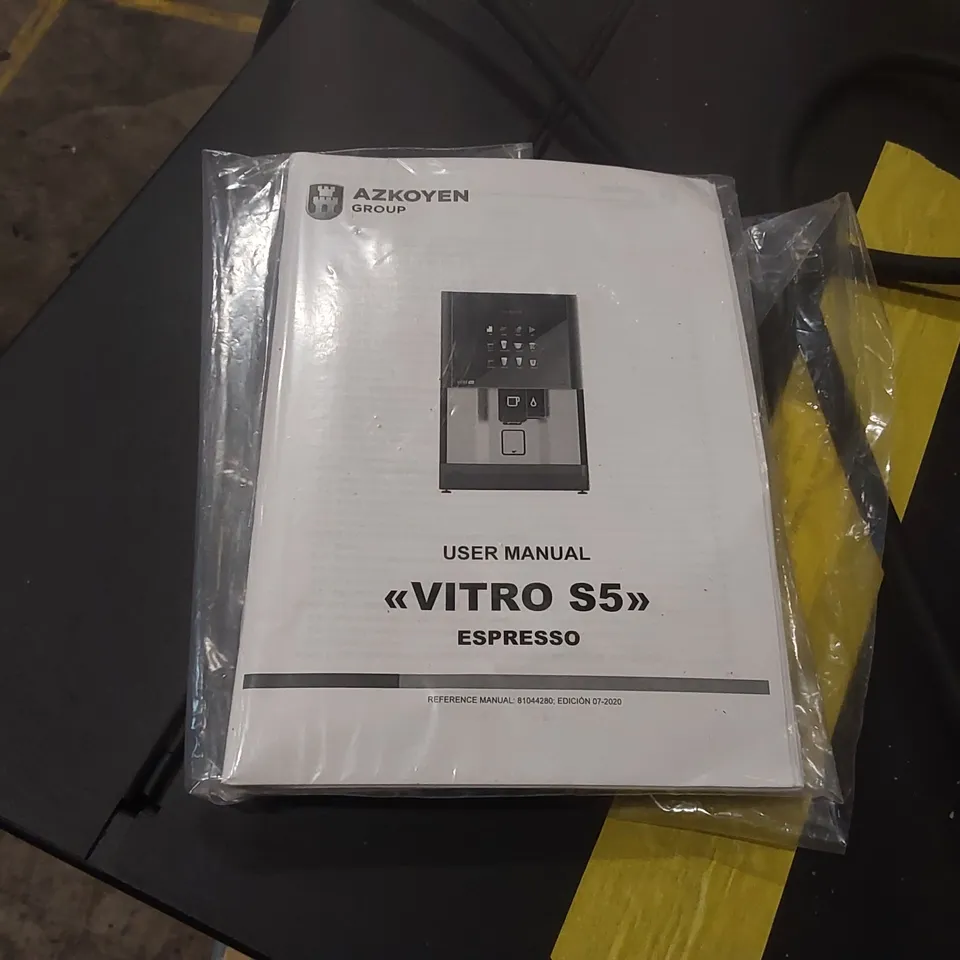 AZKOYEN
GROUP
USER MANUAL
«VITRO S5»
ESPRESSO
REFERENCE MANUAL: 81044280; EDICIÓN 07-2020